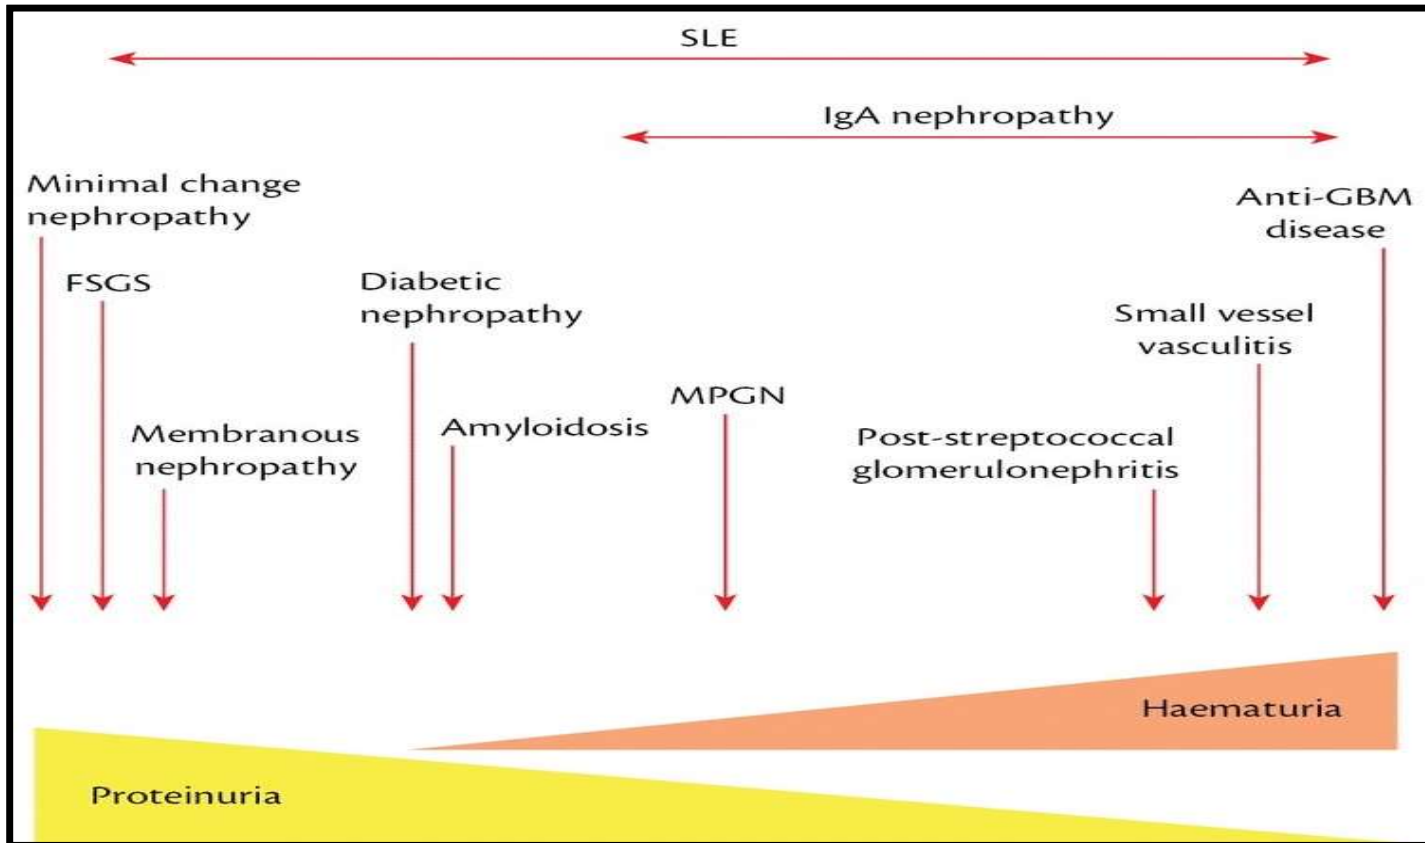 SLE
IgA nephropathy
Minimal change
nephropathy
Anti-GBM
disease
FSGS
Diabetic
nephropathy
Small vessel
vasculitis
MPGN
Membranous
nephropathy
Amyloidosis
Post-streptococcal
glomerulonephritis
Haematuria
Proteinuria